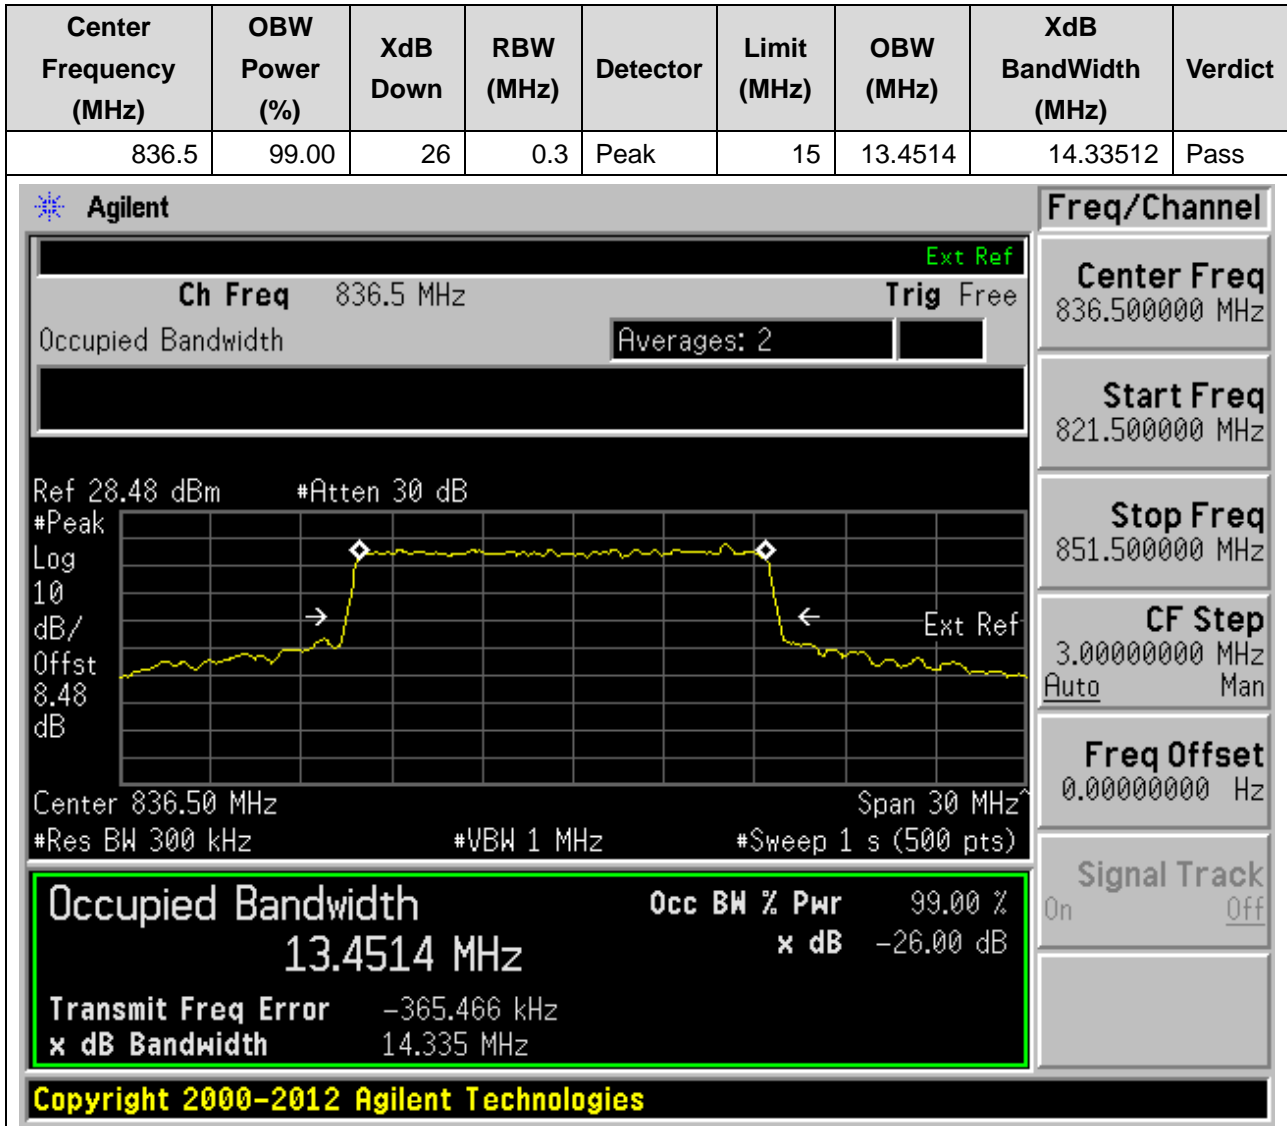 Center Frequency (MHz) OBW Power (%) XdB Down RBW (MHz) Detector Limit (MHz) OBW (MHz) XdB BandWidth (MHz) Verdict
836.5 99.00 26 0.3 Peak 15 13.4514 14.33512 Pass
Agilent
Freq/Channel
Ext Ref
Ch Freq 836.5 MHz Trig Free
Occupied Bandwidth Averages: 2
Center Freq
836.500000 MHz
Start Freq
821.500000 MHz
Stop Freq
851.500000 MHz
CF Step
3.00000000 MHz
Auto Man
Freq Offset
0.00000000 Hz
Signal Track
On Off
Ref 28.48 dBm #Atten 30 dB
#Peak
Log
10
dB/
Offst
8.48
dB
Ext Ref
Center 836.50 MHz Span 30 MHz^
#Res BW 300 kHz #VBW 1 MHz #Sweep 1 s (500 pts)
Occupied Bandwidth
13.4514 MHz
Occ BW % Pwr 99.00 %
x dB -26.00 dB
Transmit Freq Error -365.466 kHz
x dB Bandwidth 14.335 MHz
Copyright 2000-2012 Agilent Technologies